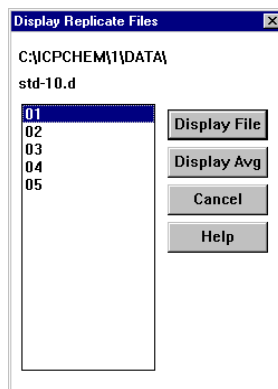 Display Replicate Files
C:\ICPCHEM\1\DATA\
std-10.d
01
02
03
04
05
Display File
Display Avg
Cancel
Help